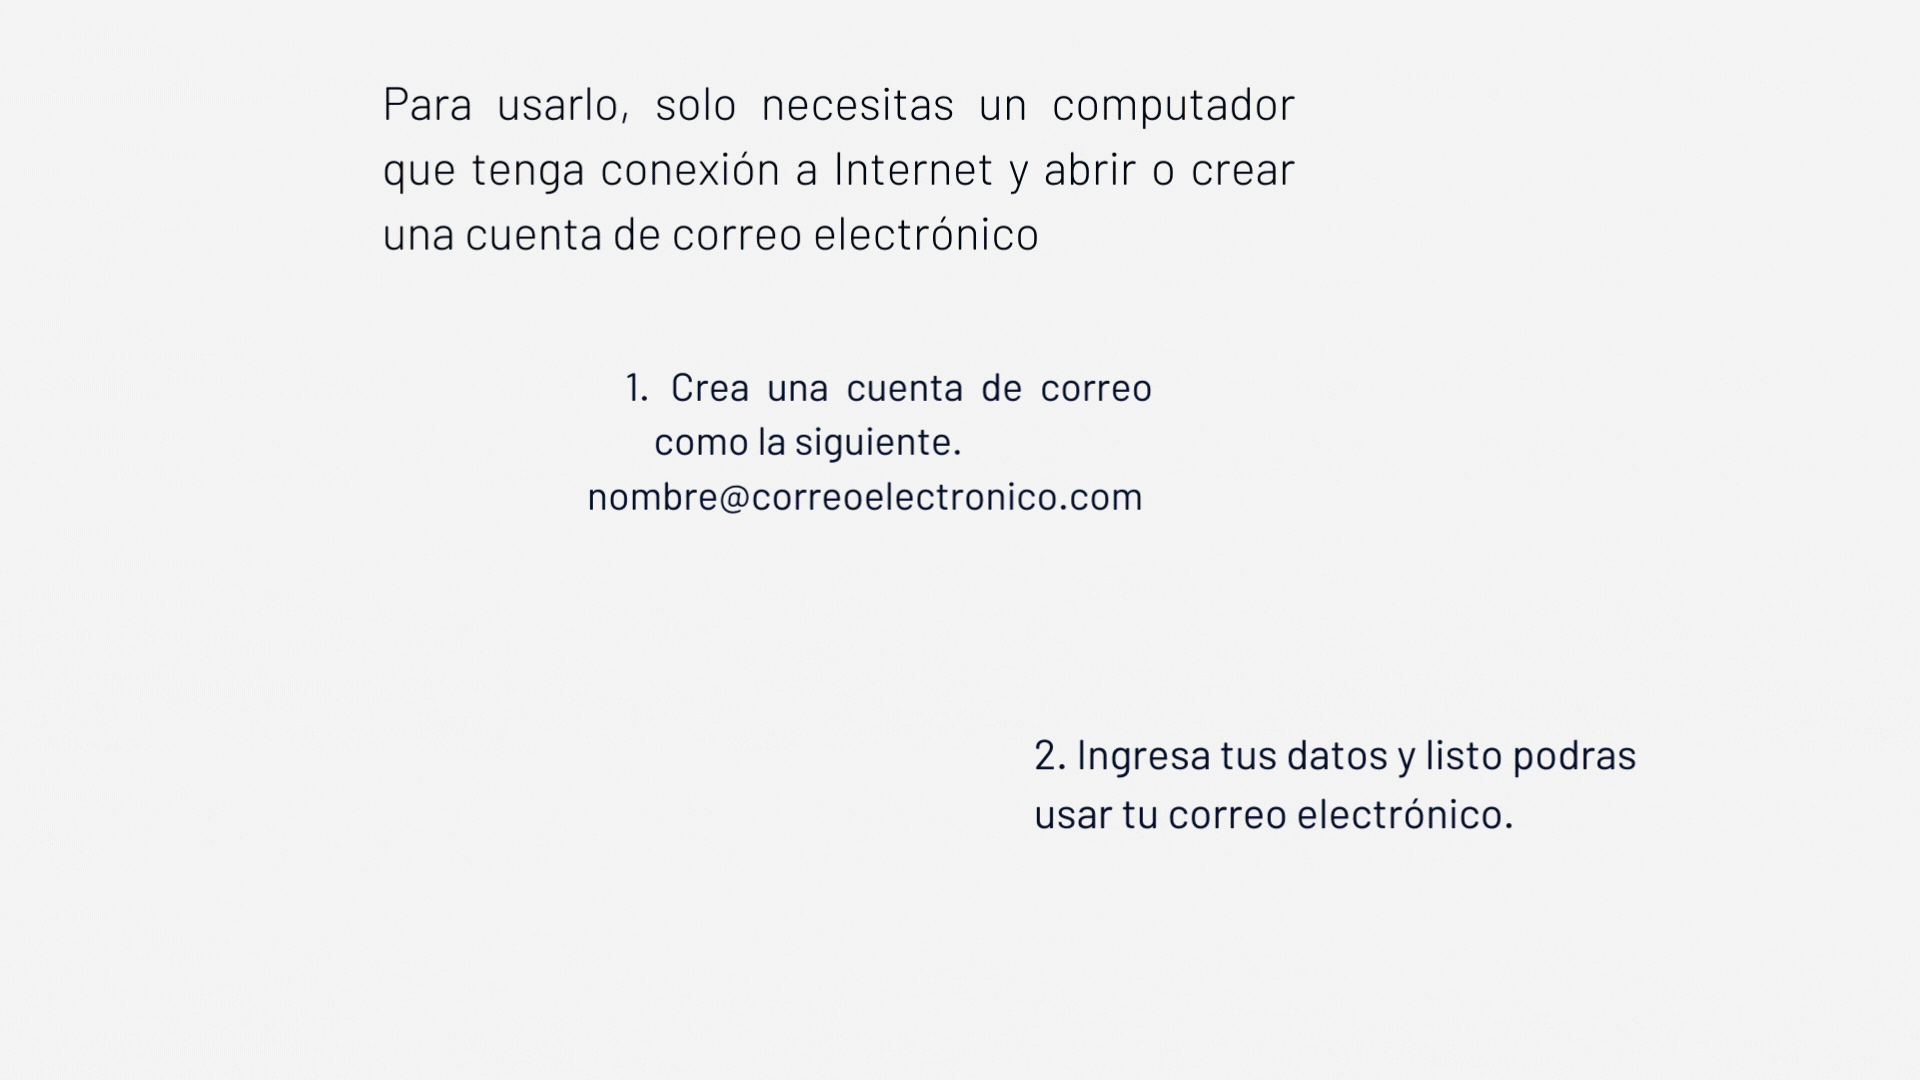 Para usarlo, solo necesitas un computador
que tenga conexión a Internet y abrir o crear
una cuenta de correo electrónico
1. Crea una cuenta de correo
como la siguiente.
nombre@correoelectronico.com
2. Ingresa tus datos y listo podras
usar tu correo electrónico.